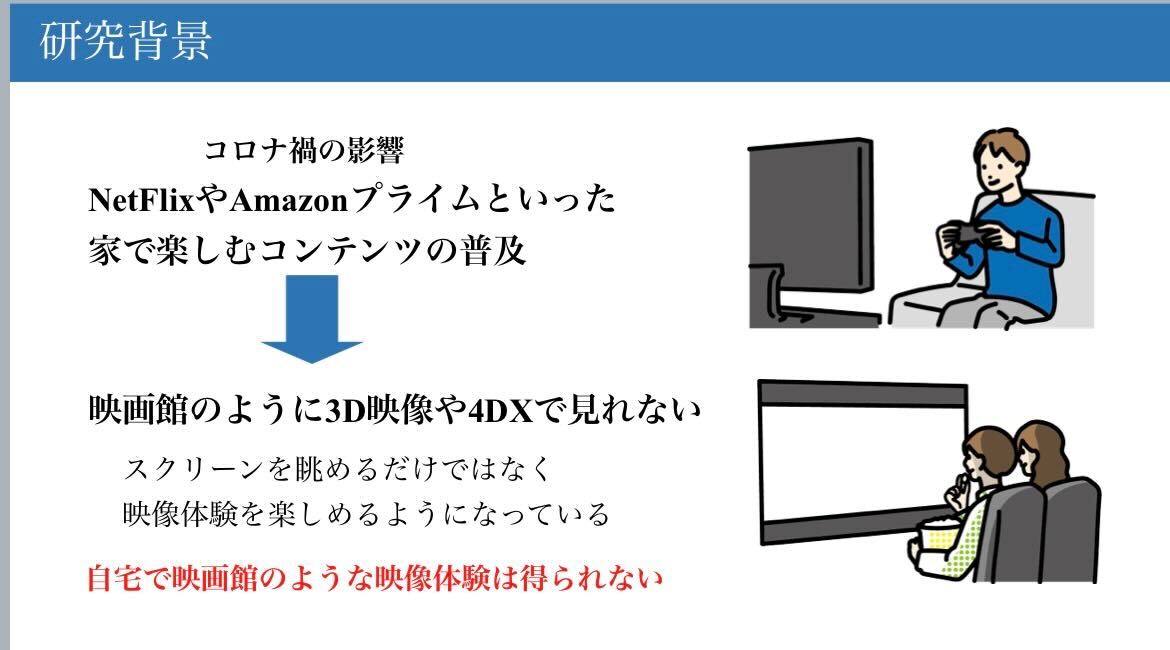 研究背景
コロナ禍の影響
NetFlixやAmazonプライムといった
家で楽しむコンテンツの普及
映画館のように3D映像や4DXで見れない
スクリーンを眺めるだけではなく
映像体験を楽しめるようになっている
自宅で映画館のような映像体験は得られない